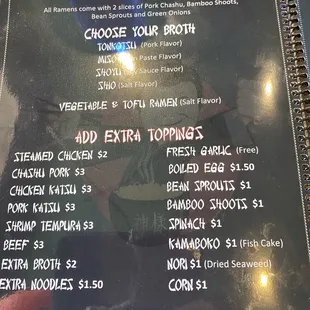 All Ramens come with 2 slices of Pork Chashu, Bamboo Shoots,
Bean Sprouts and Green Onions
CHOOSE YOUR BROTH
TONKOTSU (Pork Flavor)
MISO Paste Flavor)
SHOYU Sauce Flavor)
SHIO (Salt Flavor)
VEGETABLE & TOFU RAMEN (Salt Flavor)
ADD EXTRA TOPPINGS
STEAMED CHICKEN $2
CHASHU PORK $3
CHICKEN KATSU $3
PORK KATSU $3
SHRIMP TEMPURA $3
BEEF $3
EXTRA BROTH $2
EXTRA NOODLES $1.50
FRESH GARLIC (Free)
BOILED EGG $1.50
BEAN SPROUTS $1
BAMBOO SHOOTS $1
SPINACH $1
KAMABOKO $1 (Fish Cake)
NORI $1 (Dried Seaweed)
CORN $1